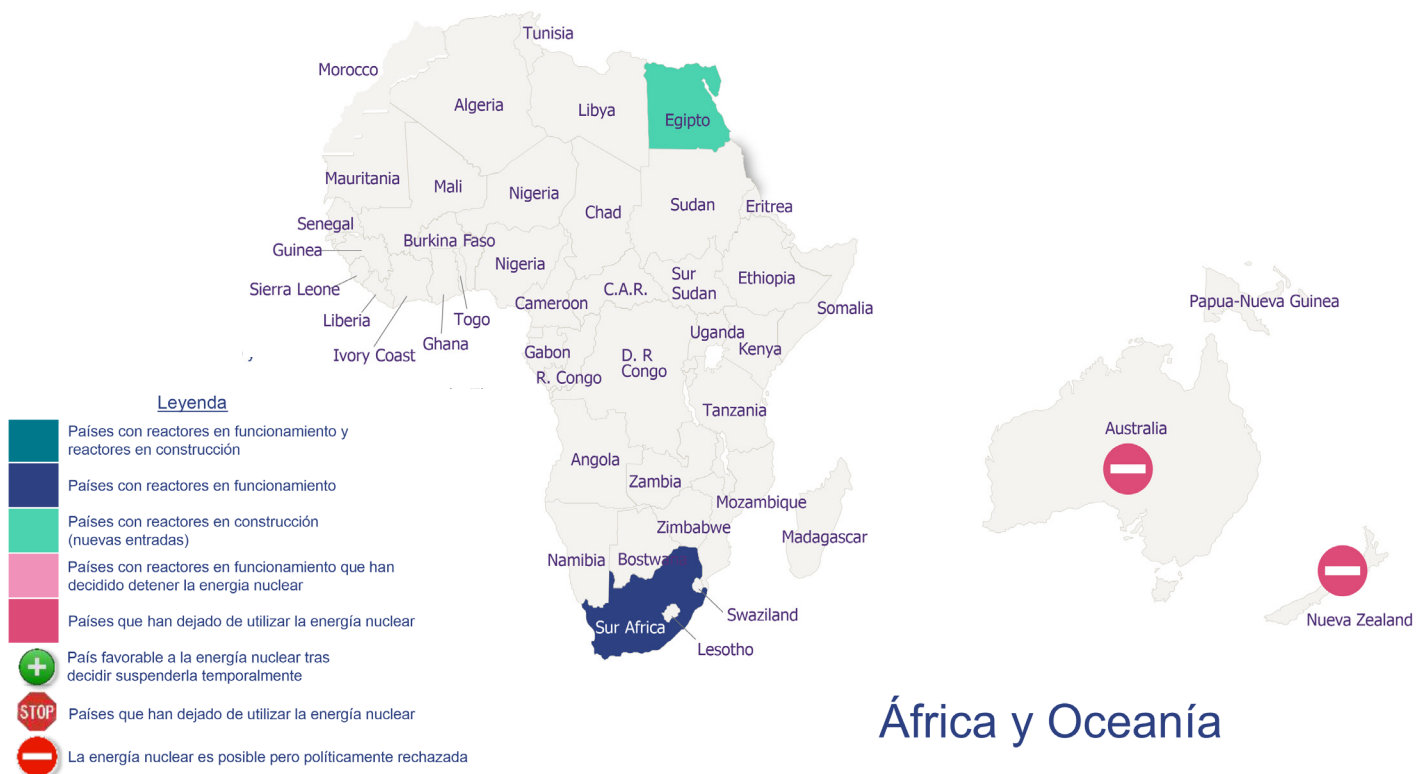 Tunisia
Morocco
Algeria
Libya
Egipto
Mauritania
Mali
Nigeria
Chad
Sudan
Eritrea
Senegal
Guinea
Burkina Faso
Nigeria
Sur
Sudan
Ethiopia
Sierra Leone
C.A.R.
Cameroon
Somalia
Papua-Nueva Guinea
Liberia
Togo
Ivory Coast
Ghana
Uganda
Kenya
Gabon
D. R
Congo
R. Congo
Tanzania
Australia
Angola
Zambia
Mozambique
Zimbabwe
Madagascar
Namibia
Bostwana
Swaziland
Sur Africa
Lesotho
Nueva Zealand
Leyenda
Países con reactores en funcionamiento y
reactores en construcción
Países con reactores en funcionamiento
Países con reactores en construcción
(nuevas entradas)
Países con reactores en funcionamiento que han
decidido detener la energia nuclear
Países que han dejado de utilizar la energía nuclear
País favorable a la energía nuclear tras
decidir suspenderla temporalmente
STOP
Países que han dejado de utilizar la energía nuclear
La energía nuclear es posible pero políticamente rechazada
África y Oceanía